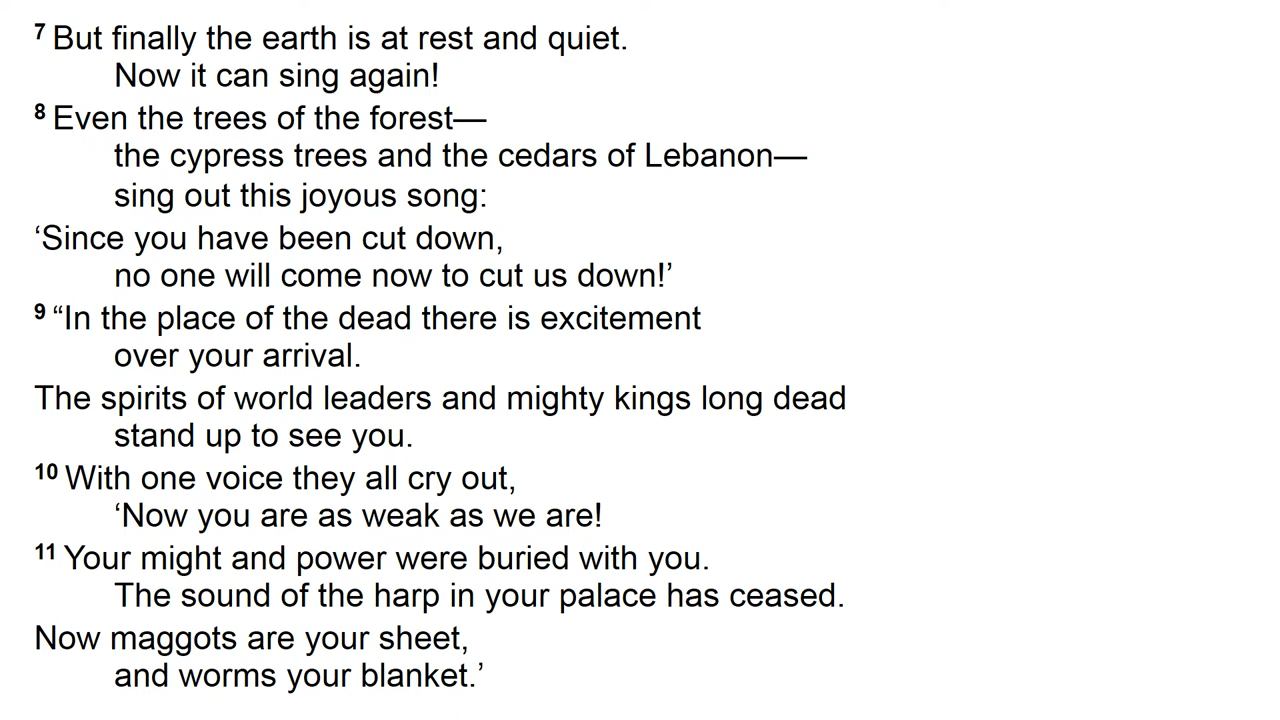 7 But finally the earth is at rest and quiet.
Now it can sing again!
8 Even the trees of the forest—
the cypress trees and the cedars of Lebanon—
sing out this joyous song:
‘Since you have been cut down,
no one will come now to cut us down!’
9 “In the place of the dead there is excitement
over your arrival.
The spirits of world leaders and mighty kings long dead
stand up to see you.
10 With one voice they all cry out,
‘Now you are as weak as we are!
11 Your might and power were buried with you.
The sound of the harp in your palace has ceased.
Now maggots are your sheet,
and worms your blanket.’